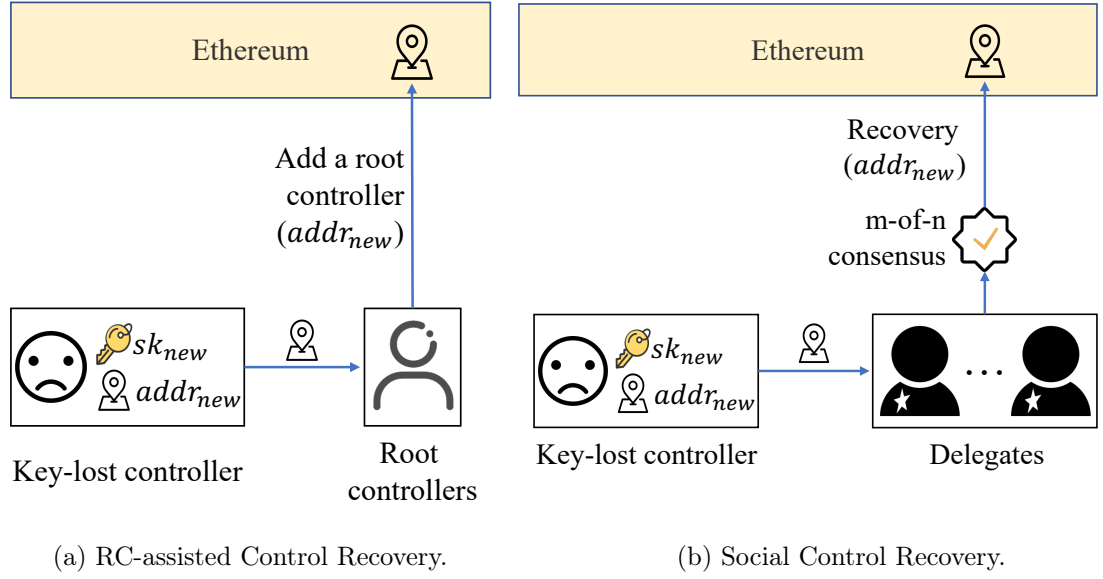 Ethereum
Add a root
controller
(addr_new)
sk_new
addr_new
Key-lost controller
Root
controllers
(a) RC-assisted Control Recovery.
Ethereum
Recovery
(addr_new)
m-of-n
consensus
sk_new
addr_new
...
Key-lost controller
Delegates
(b) Social Control Recovery.